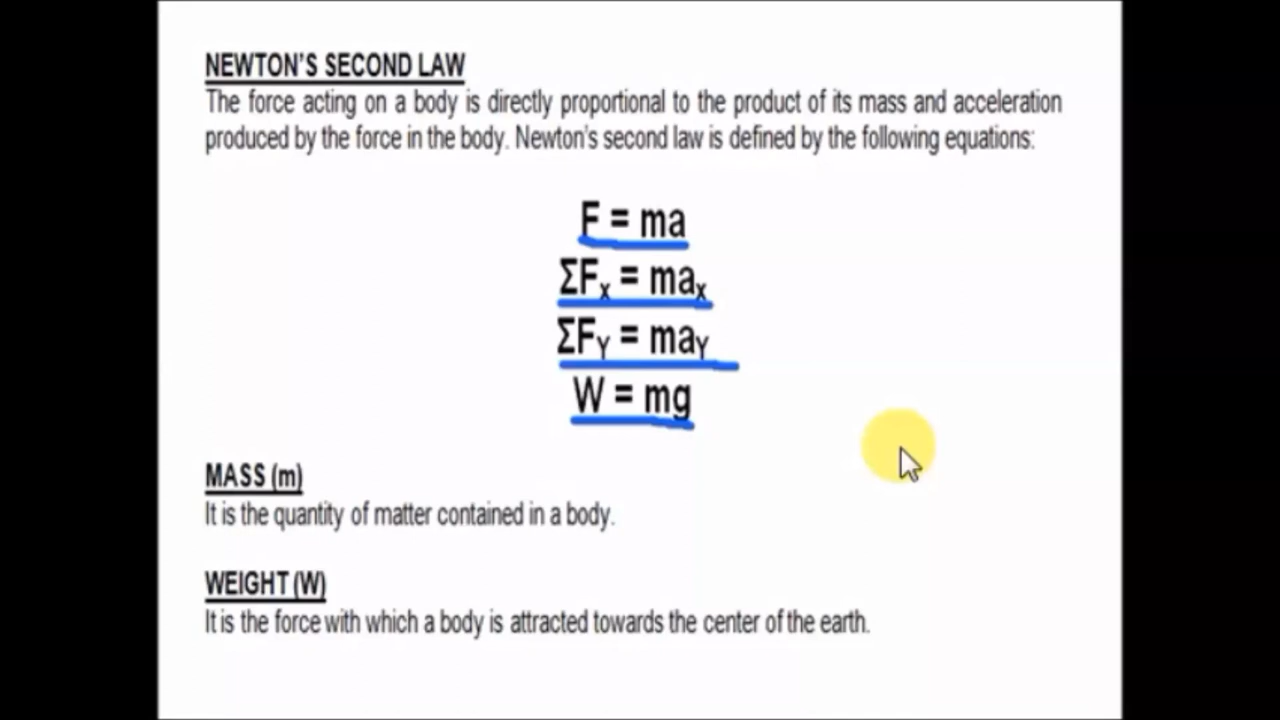 NEWTON'S SECOND LAW
The force acting on a body is directly proportional to the product of its mass and acceleration
produced by the force in the body. Newton's second law is defined by the following equations:
F = ma
ΣFₓ = maₓ
ΣFY = maY
W = mg
MASS (m)
It is the quantity of matter contained in a body.
WEIGHT (W)
It is the force with which a body is attracted towards the center of the earth.